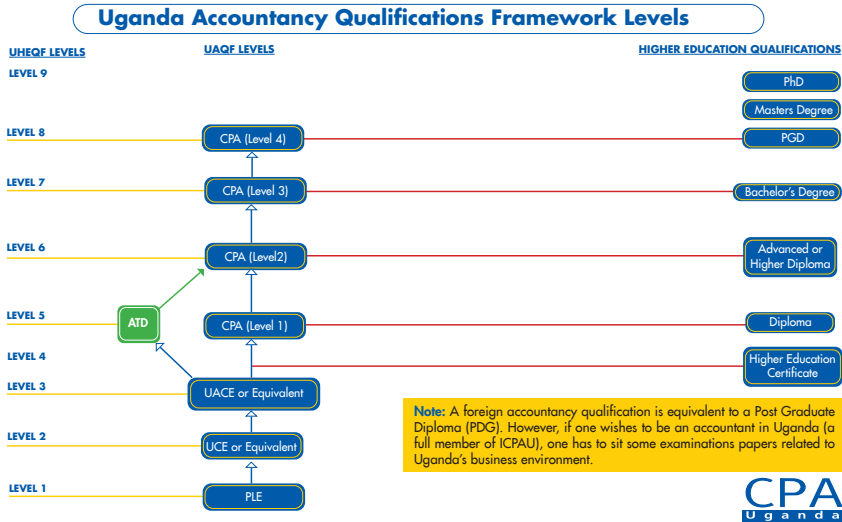 Uganda Accountancy Qualifications Framework Levels
UHEQF LEVELS
UAQF LEVELS
HIGHER EDUCATION QUALIFICATIONS
LEVEL 9
PhD
Masters Degree
LEVEL 8
CPA (Level 4)
PGD
LEVEL 7
CPA (Level 3)
Bachelor's Degree
LEVEL 6
CPA (Level2)
Advanced or
Higher Diploma
LEVEL 5
ATD
CPA (Level 1)
Diploma
LEVEL 4
Higher Education
Certificate
LEVEL 3
UACE or Equivalent
LEVEL 2
UCE or Equivalent
LEVEL 1
PLE
Note: A foreign accountancy qualification is equivalent to a Post Graduate
Diploma (PDG). However, if one wishes to be an accountant in Uganda (a
full member of ICPAU), one has to sit some examinations papers related to
Uganda's business environment.
CPA
Uganda